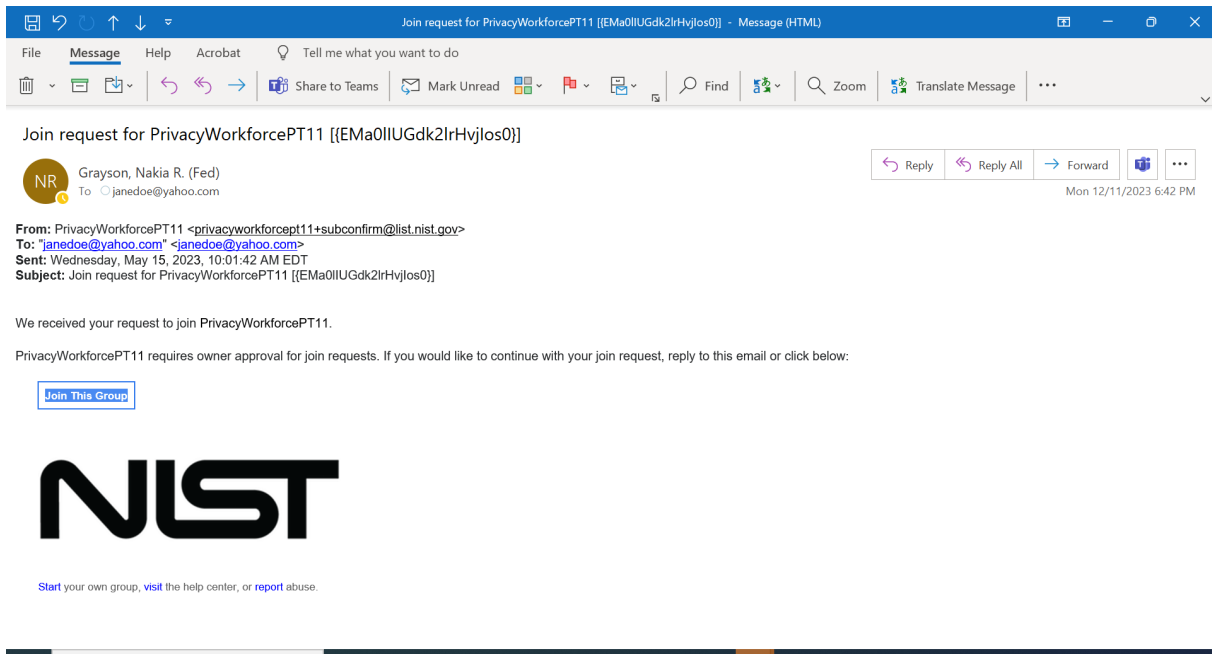 Join request for PrivacyWorkforcePT11 [{EMa0lIUGdk2lrHvjIos0}] - Message (HTML)
File Message Help Acrobat Tell me what you want to do
Share to Teams Mark Unread Find Zoom Translate Message
Join request for PrivacyWorkforcePT11 [{EMa0lIUGdk2lrHvjIos0}]
NR
Grayson, Nakia R. (Fed)
To janedoe@yahoo.com
Reply Reply All Forward
Mon 12/11/2023 6:42 PM
From: PrivacyWorkforcePT11 <privacyworkforcept11+subconfirm@list.nist.gov>
To: "janedoe@yahoo.com" <janedoe@yahoo.com>
Sent: Wednesday, May 15, 2023, 10:01:42 AM EDT
Subject: Join request for PrivacyWorkforcePT11 [{EMa0lIUGdk2lrHvjIos0}]
We received your request to join PrivacyWorkforcePT11.
PrivacyWorkforcePT11 requires owner approval for join requests. If you would like to continue with your join request, reply to this email or click below:
Join This Group
NIST
Start your own group, visit the help center, or report abuse.